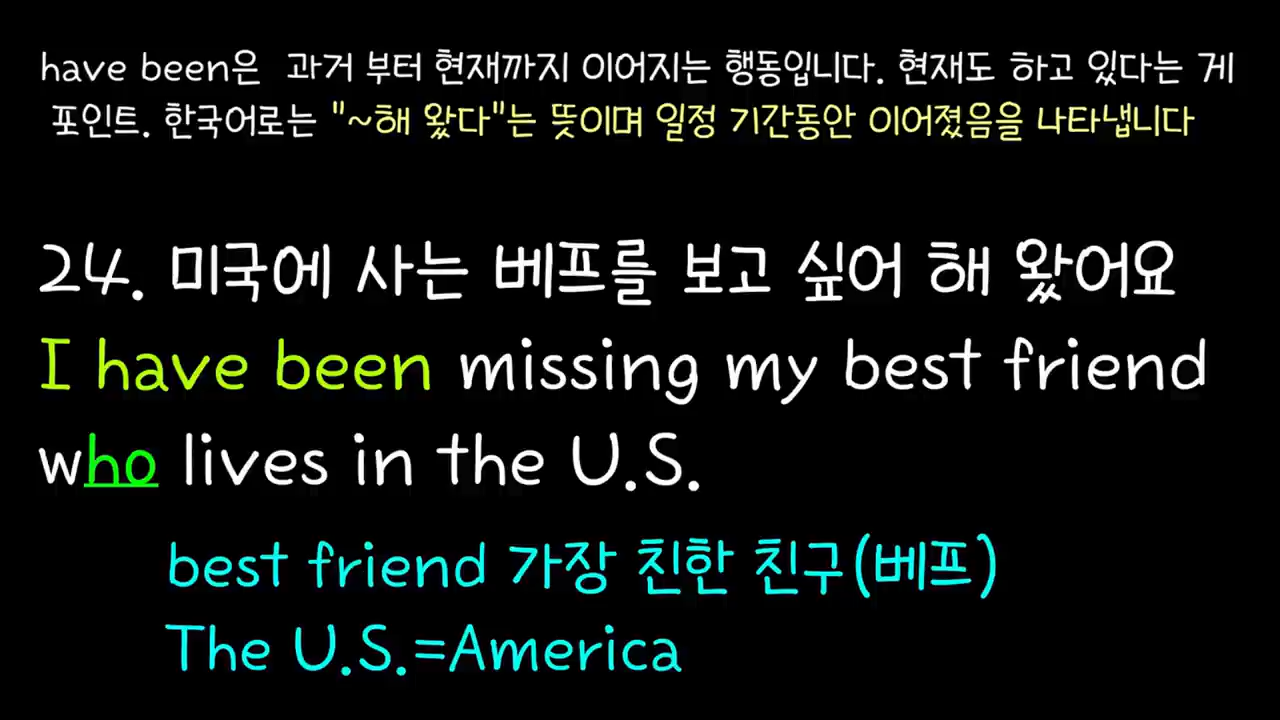 have been은 과거 부터 현재까지 이어지는 행동입니다. 현재도 하고 있다는 게
포인트. 한국어로는 "~해 왔다"는 뜻이며 일정 기간동안 이어졌음을 나타냅니다
24. 미국에 사는 베프를 보고 싶어 해 왔어요
I have been missing my best friend
who lives in the U.S.
best friend 가장 친한 친구(베프)
The U.S.=America